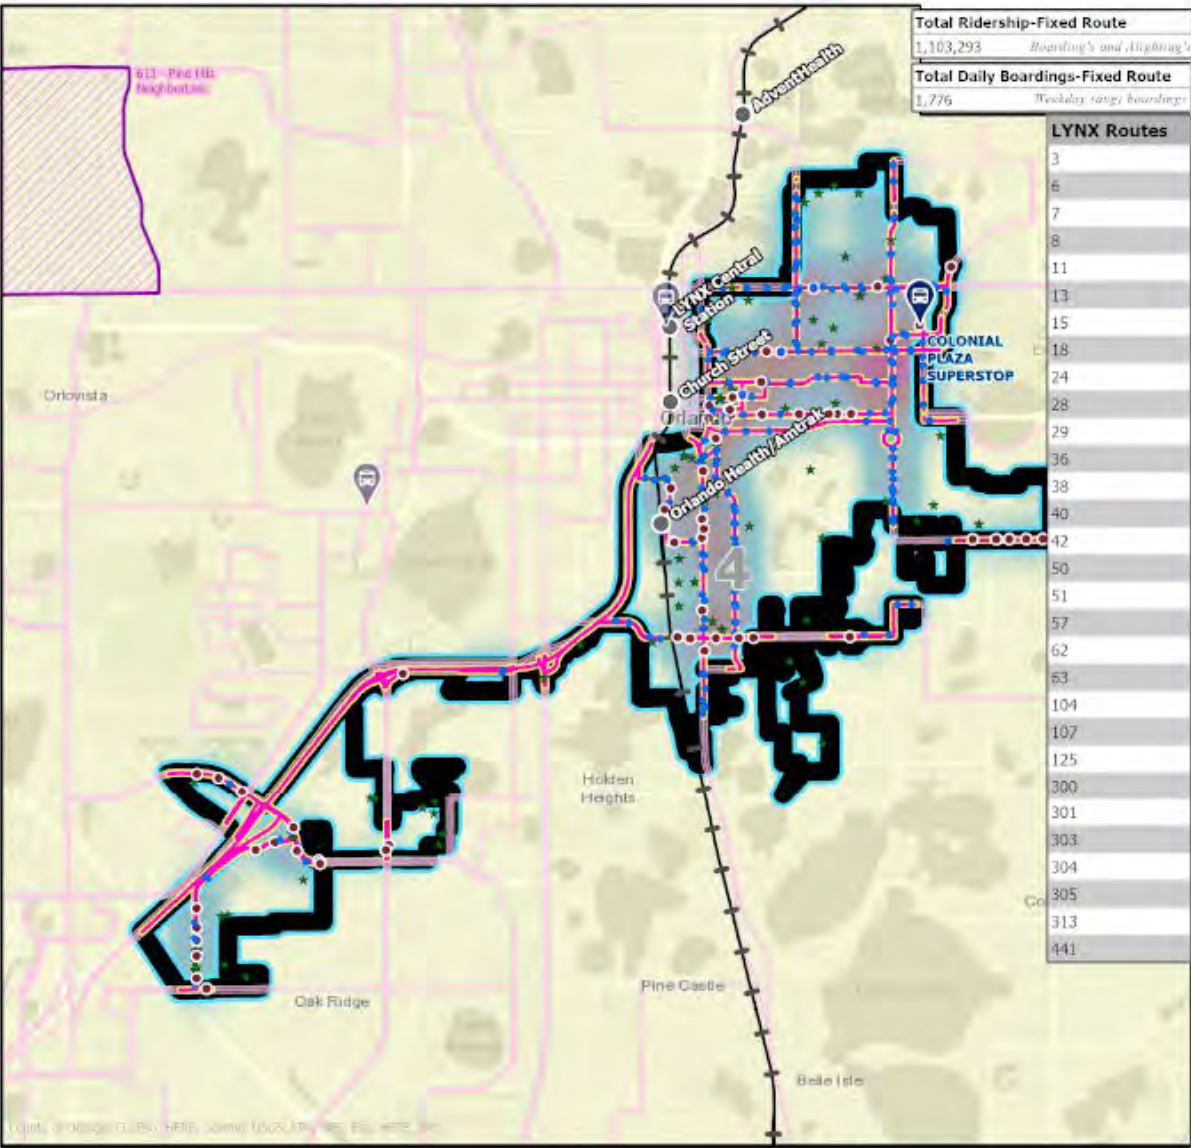 Total Ridership-Fixed Route
1,103,293 Boarding's and Alighting's
Total Daily Boardings-Fixed Route
1,776 Weekday (avg) boardings
LYNX Routes
3
6
7
8
11
13
15
18
24
28
29
36
38
40
42
50
51
57
62
63
104
107
125
300
301
303
304
305
313
441
613 - Pine Hills
NeighborLink
AdventHealth
LYNX Central
Station
Church Street
COLONIAL
PLAZA
SUPERSTOP
Orlovista
Orlando
Orlando Health/Amtrak
4
Holden
Heights
Co
Oak Ridge
Pine Castle
Belle Isle